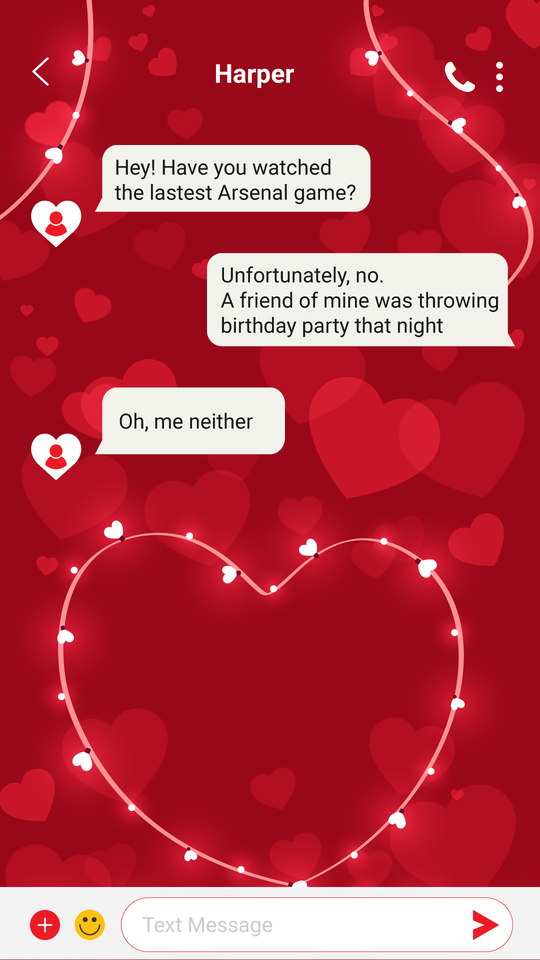 Harper
Hey! Have you watched
the lastest Arsenal game?
Unfortunately, no.
A friend of mine was throwing
birthday party that night
Oh, me neither
Text Message